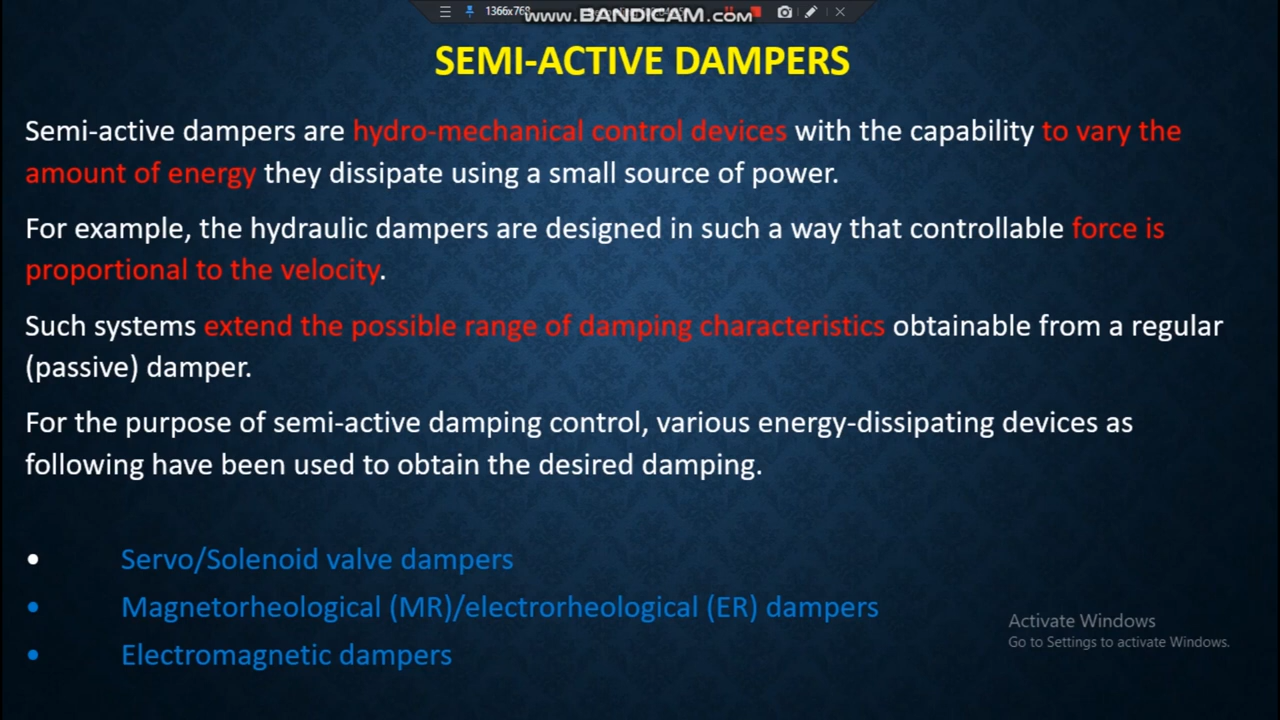 1366x768
www.BANDICAM.com
SEMI-ACTIVE DAMPERS
Semi-active dampers are hydro-mechanical control devices with the capability to vary the
amount of energy they dissipate using a small source of power.
For example, the hydraulic dampers are designed in such a way that controllable force is
proportional to the velocity.
Such systems extend the possible range of damping characteristics obtainable from a regular
(passive) damper.
For the purpose of semi-active damping control, various energy-dissipating devices as
following have been used to obtain the desired damping.
• Servo/Solenoid valve dampers
• Magnetorheological (MR)/electrorheological (ER) dampers
• Electromagnetic dampers
Activate Windows
Go to Settings to activate Windows.